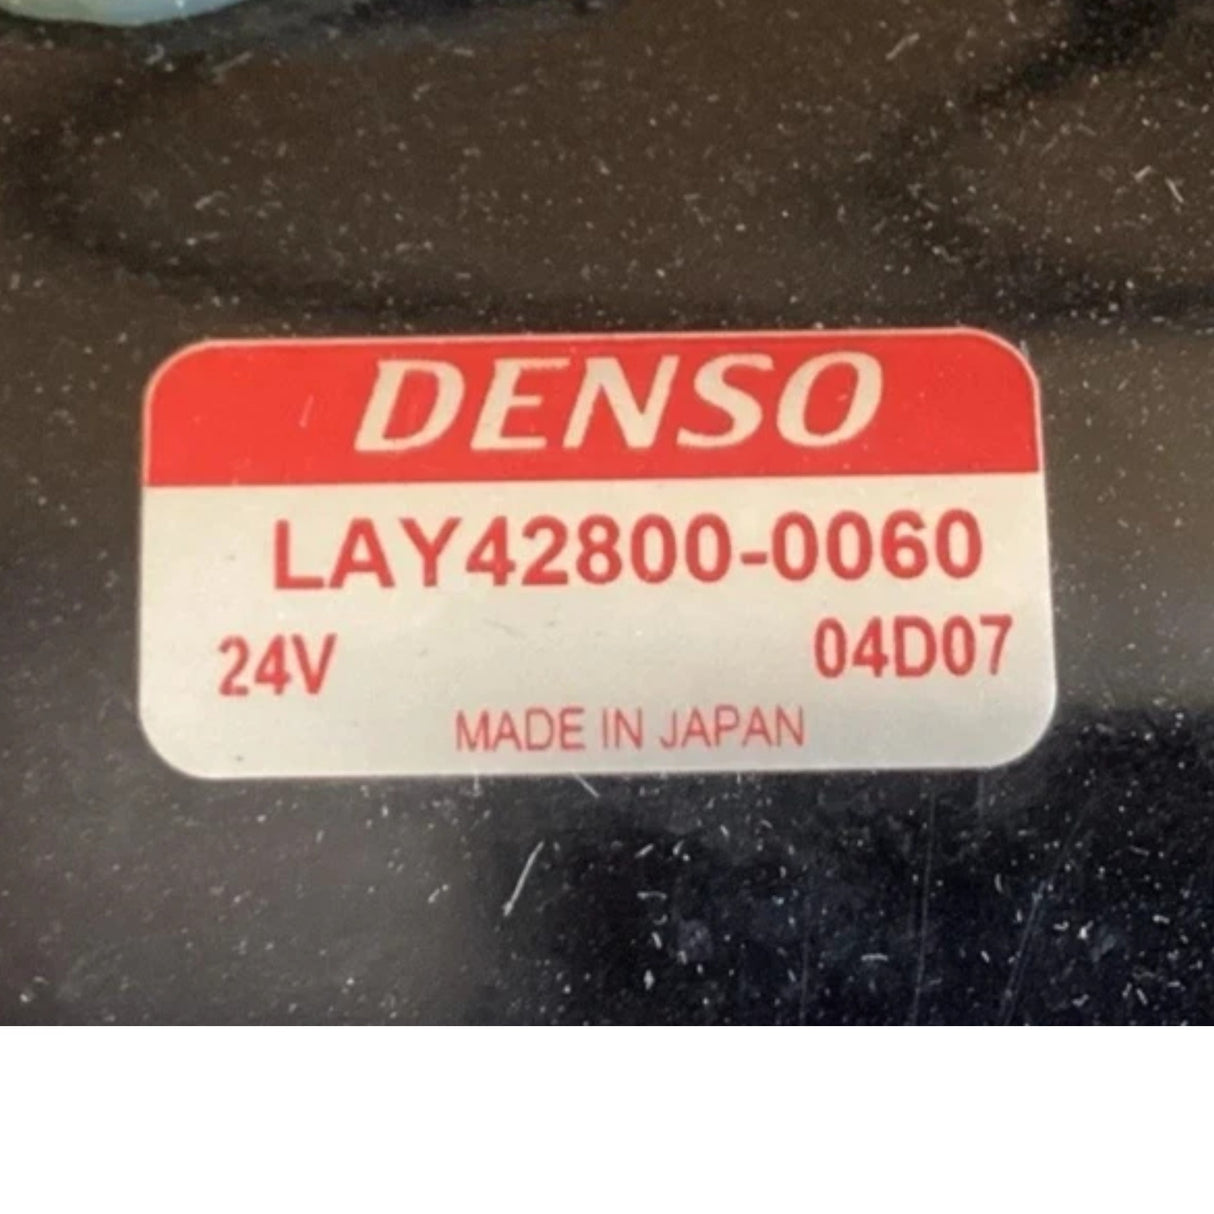 DENSO
LAY42800-0060
24V 04D07
MADE IN JAPAN